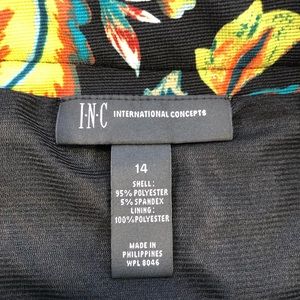 I·N·C INTERNATIONAL CONCEPTS
14
SHELL:
95% POLYESTER
5% SPANDEX
LINING:
100% POLYESTER
MADE IN
PHILIPPINES
WPL 8046